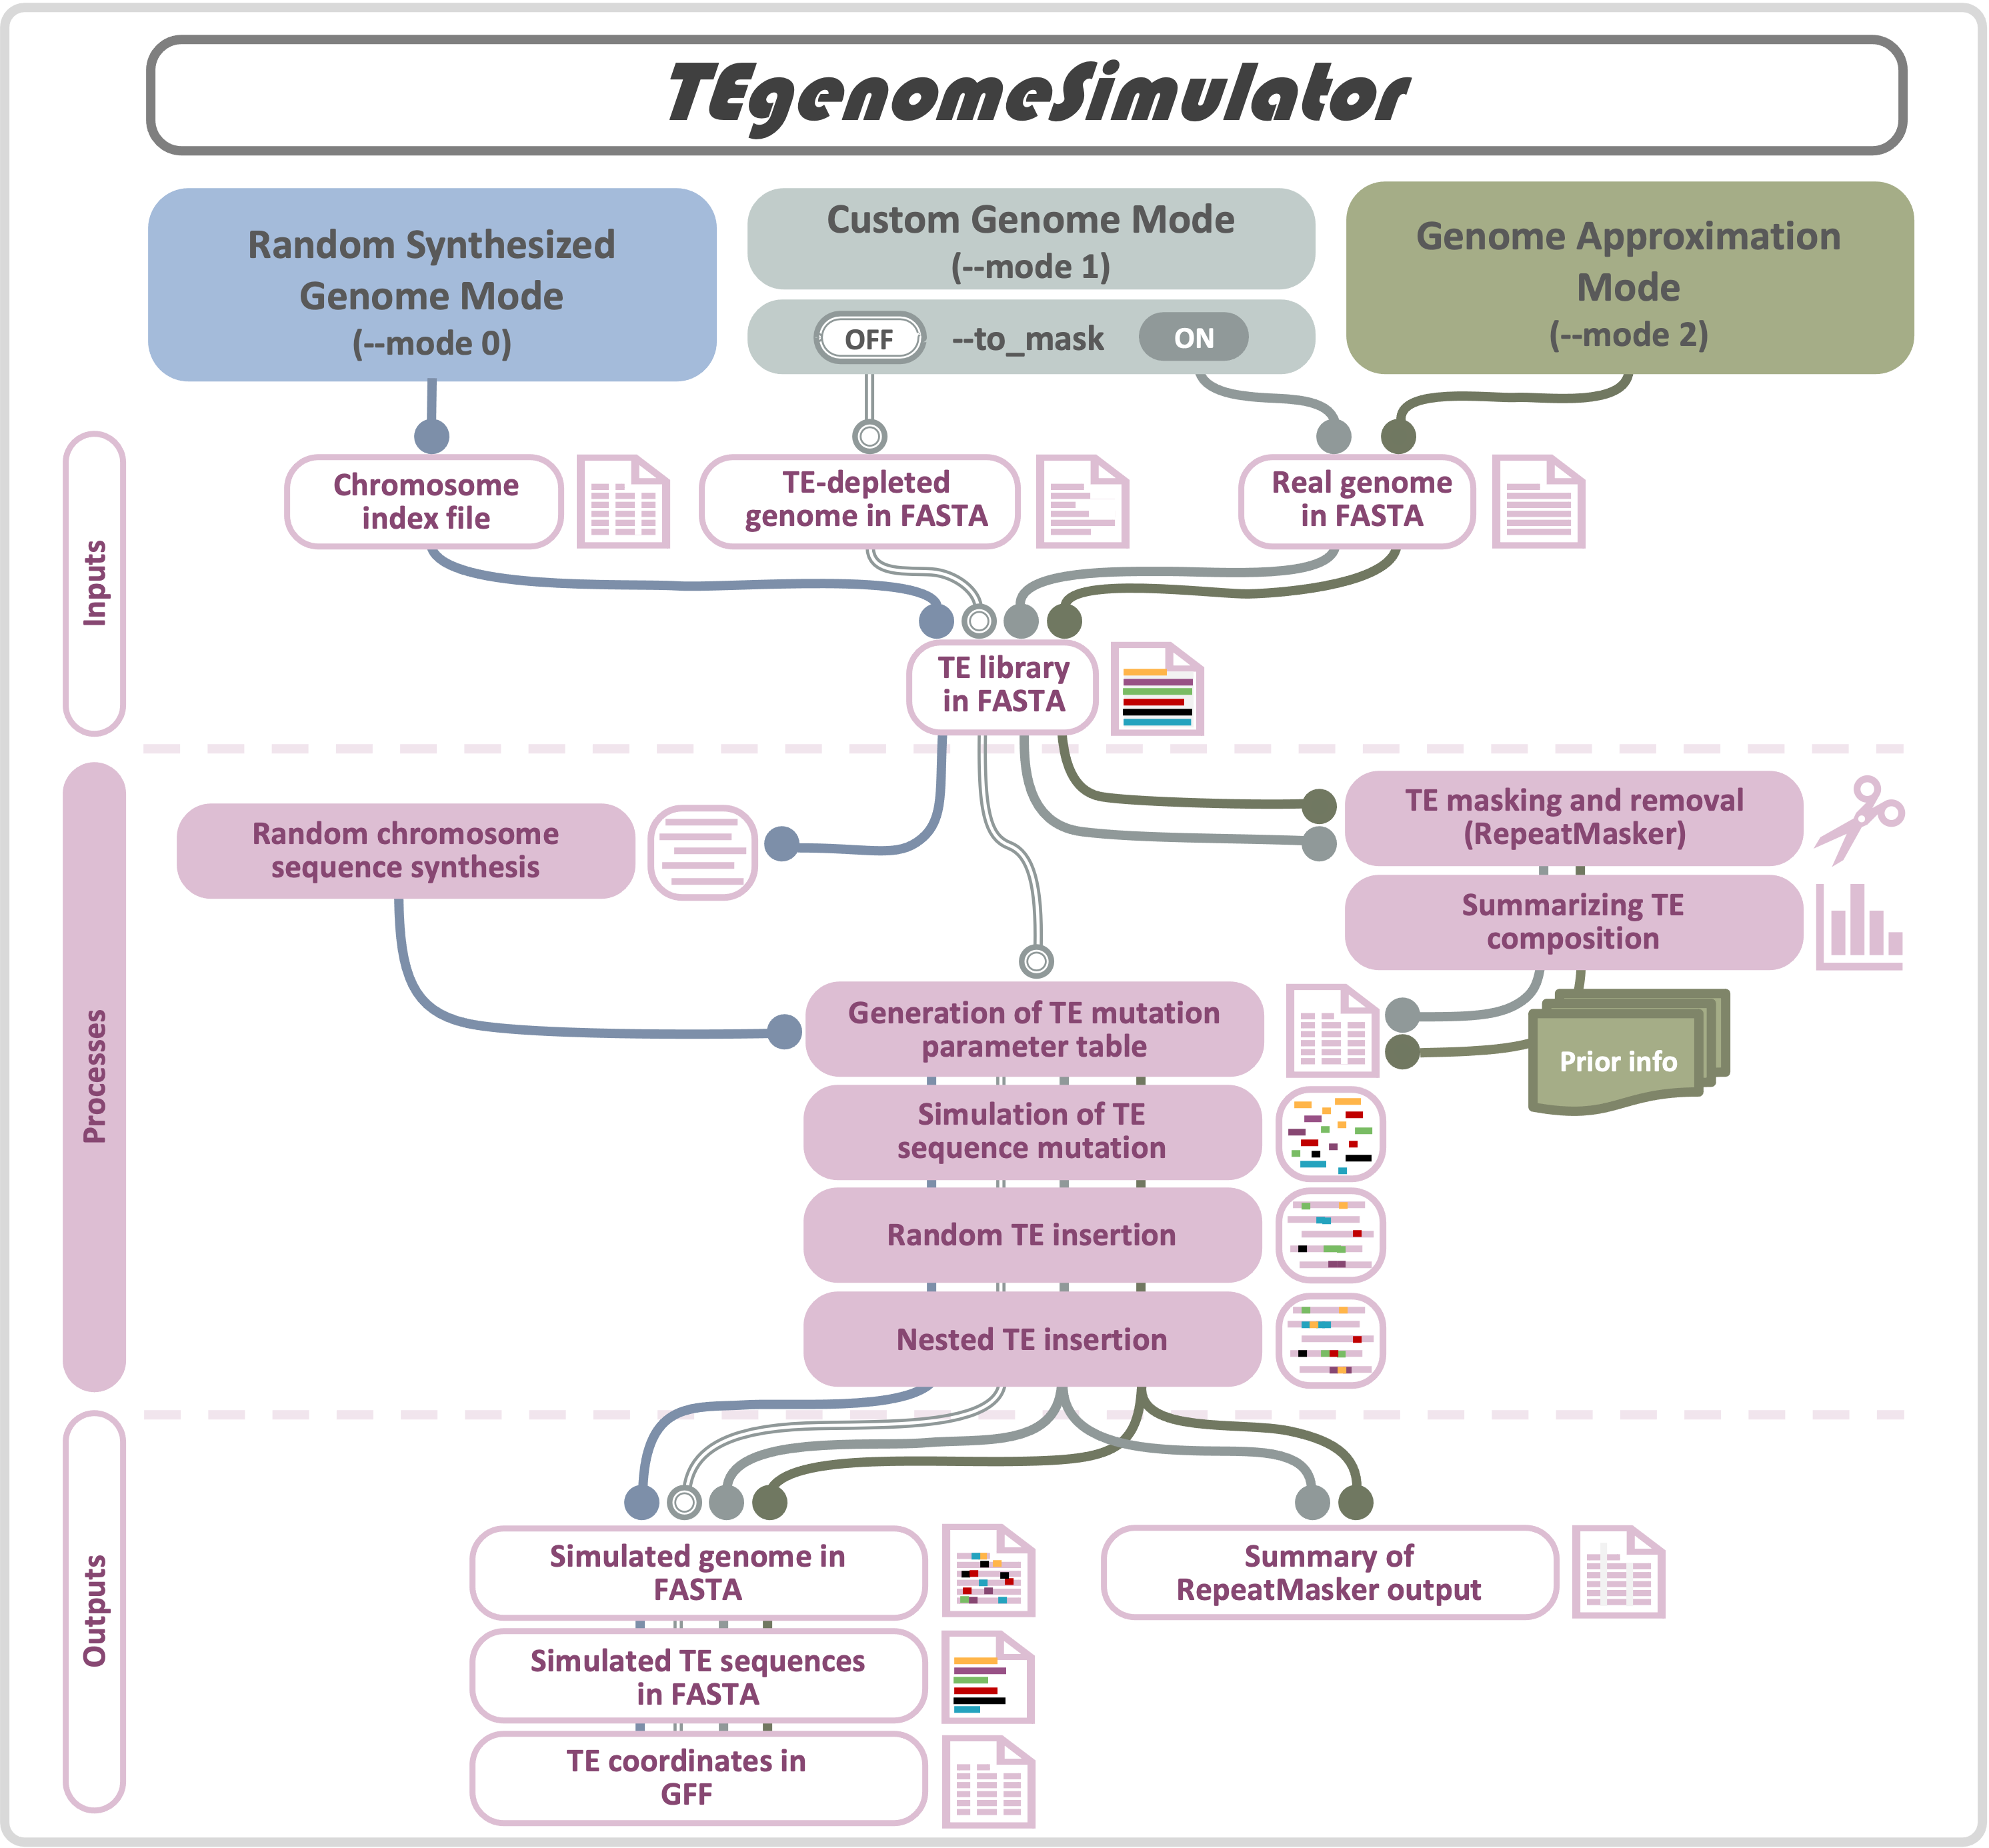 TEgenomeSimulator
Random Synthesized
Genome Mode
(--mode 0)
Custom Genome Mode
(--mode 1)
OFF --to_mask ON
Genome Approximation
Mode
(--mode 2)
Inputs
Chromosome
index file
TE-depleted
genome in FASTA
Real genome
in FASTA
TE library
in FASTA
Processes
Random chromosome
sequence synthesis
TE masking and removal
(RepeatMasker)
Summarizing TE
composition
Generation of TE mutation
parameter table
Prior info
Simulation of TE
sequence mutation
Random TE insertion
Nested TE insertion
Outputs
Simulated genome in
FASTA
Summary of
RepeatMasker output
Simulated TE sequences
in FASTA
TE coordinates in
GFF